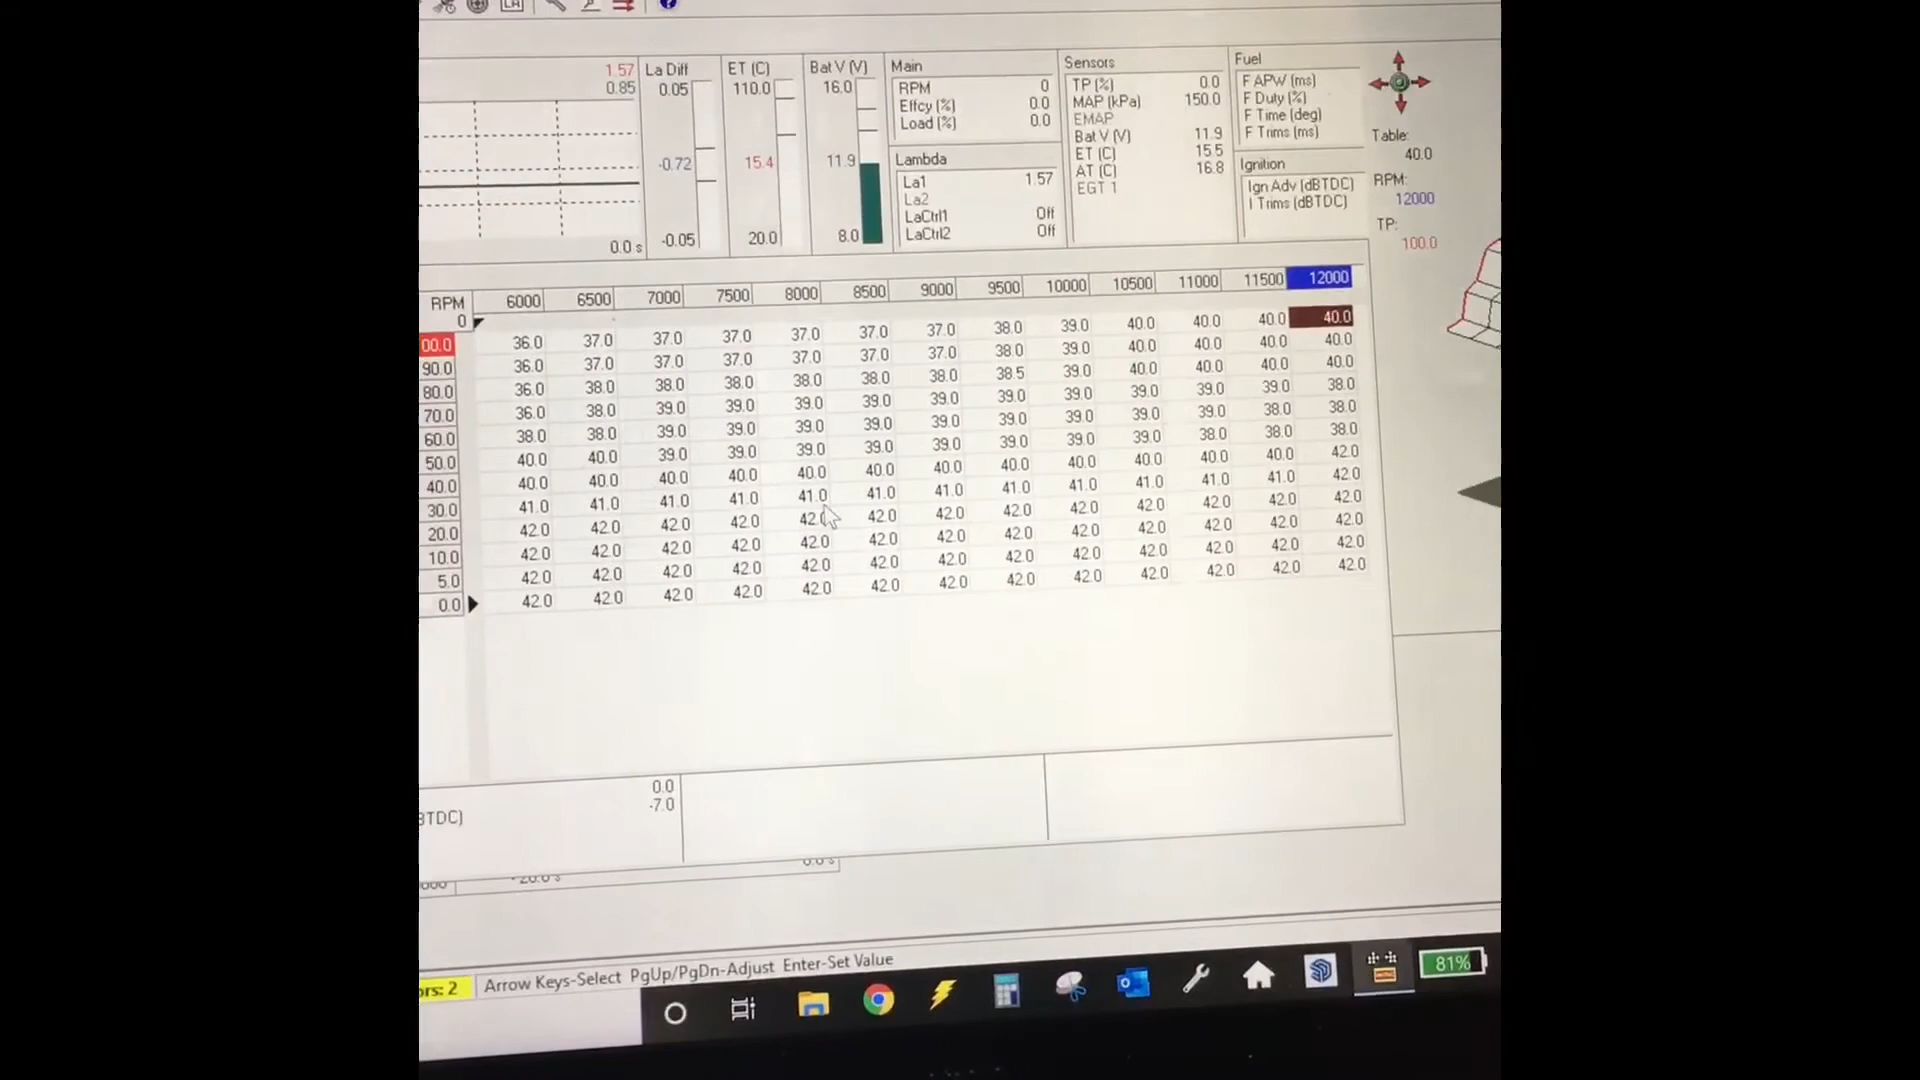 1.57
0.85
0.0 s
La Diff
0.05
-0.72
-0.05
ET (C)
110.0
15.4
20.0
Bat V (V)
16.0
11.9
8.0
Main
RPM 0
Effcy (%) 0.0
Load (%) 0.0
Lambda
La1 1.57
La2
LaCtrl1 Off
LaCtrl2 Off
Sensors
TP (%) 0.0
MAP (kPa) 150.0
EMAP
Bat V (V) 11.9
ET (C) 15.5
AT (C) 16.8
EGT 1
Fuel
F APW (ms)
F Duty (%)
F Time (deg)
F Trims (ms)
Ignition
Ign Adv (dBTDC)
I Trims (dBTDC)
Table:
40.0
RPM:
12000
TP:
100.0
RPM 6000 6500 7000 7500 8000 8500 9000 9500 10000 10500 11000 11500 12000
0
00.0 36.0 37.0 37.0 37.0 37.0 37.0 37.0 38.0 39.0 40.0 40.0 40.0 40.0
90.0 36.0 37.0 37.0 37.0 37.0 37.0 37.0 38.0 39.0 40.0 40.0 40.0 40.0
80.0 36.0 38.0 38.0 38.0 38.0 38.0 38.0 38.5 39.0 40.0 40.0 40.0 40.0
70.0 36.0 38.0 39.0 39.0 39.0 39.0 39.0 39.0 39.0 39.0 39.0 39.0 38.0
60.0 38.0 38.0 39.0 39.0 39.0 39.0 39.0 39.0 39.0 39.0 39.0 38.0 38.0
50.0 40.0 40.0 39.0 39.0 39.0 39.0 39.0 39.0 39.0 39.0 38.0 38.0 38.0
40.0 40.0 40.0 40.0 40.0 40.0 40.0 40.0 40.0 40.0 40.0 40.0 40.0 42.0
30.0 41.0 41.0 41.0 41.0 41.0 41.0 41.0 41.0 41.0 41.0 41.0 41.0 42.0
20.0 42.0 42.0 42.0 42.0 42.0 42.0 42.0 42.0 42.0 42.0 42.0 42.0 42.0
10.0 42.0 42.0 42.0 42.0 42.0 42.0 42.0 42.0 42.0 42.0 42.0 42.0 42.0
5.0 42.0 42.0 42.0 42.0 42.0 42.0 42.0 42.0 42.0 42.0 42.0 42.0 42.0
0.0 42.0 42.0 42.0 42.0 42.0 42.0 42.0 42.0 42.0 42.0 42.0 42.0 42.0
0.0
-7.0
BTDC)
0.0 s
-20.0 s
ors: 2 Arrow Keys-Select PgUp/PgDn-Adjust Enter-Set Value
81%